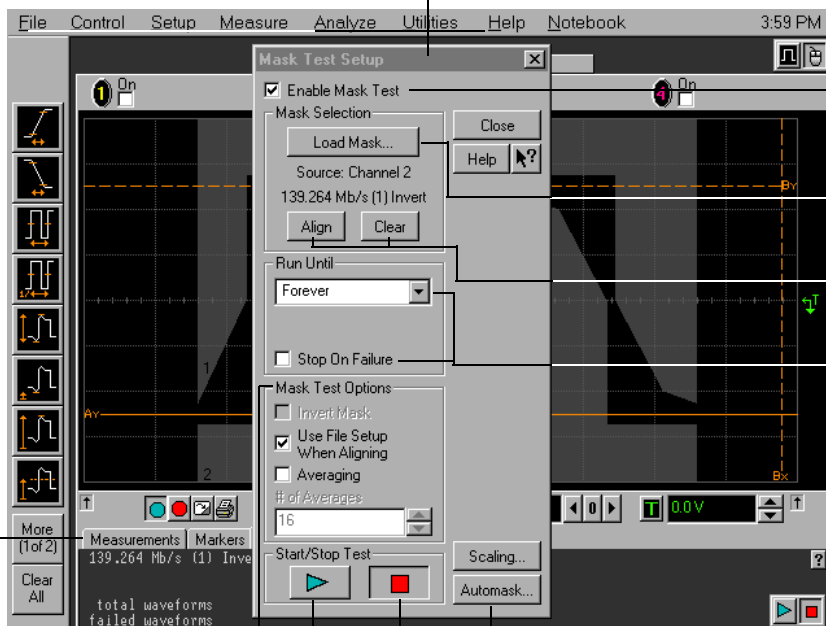 File Control Setup Measure Analyze Utilities Help Notebook 3:59 PM
Mask Test Setup
1 On
4 On
Enable Mask Test
Mask Selection
Load Mask...
Close
Source: Channel 2
Help ?
139.264 Mb/s (1) Invert
Align Clear
By
Run Until
Forever
T
Stop On Failure
1
Mask Test Options
Invert Mask
Ay
Use File Setup
When Aligning
Averaging
2
Bx
# of Averages
16
0 T 0.0 V
More
(1of 2)
Measurements Markers
139.264 Mb/s (1) Inve
Start/Stop Test
Scaling...
?
Clear
All
Automask...
total waveforms
failed waveforms
1/